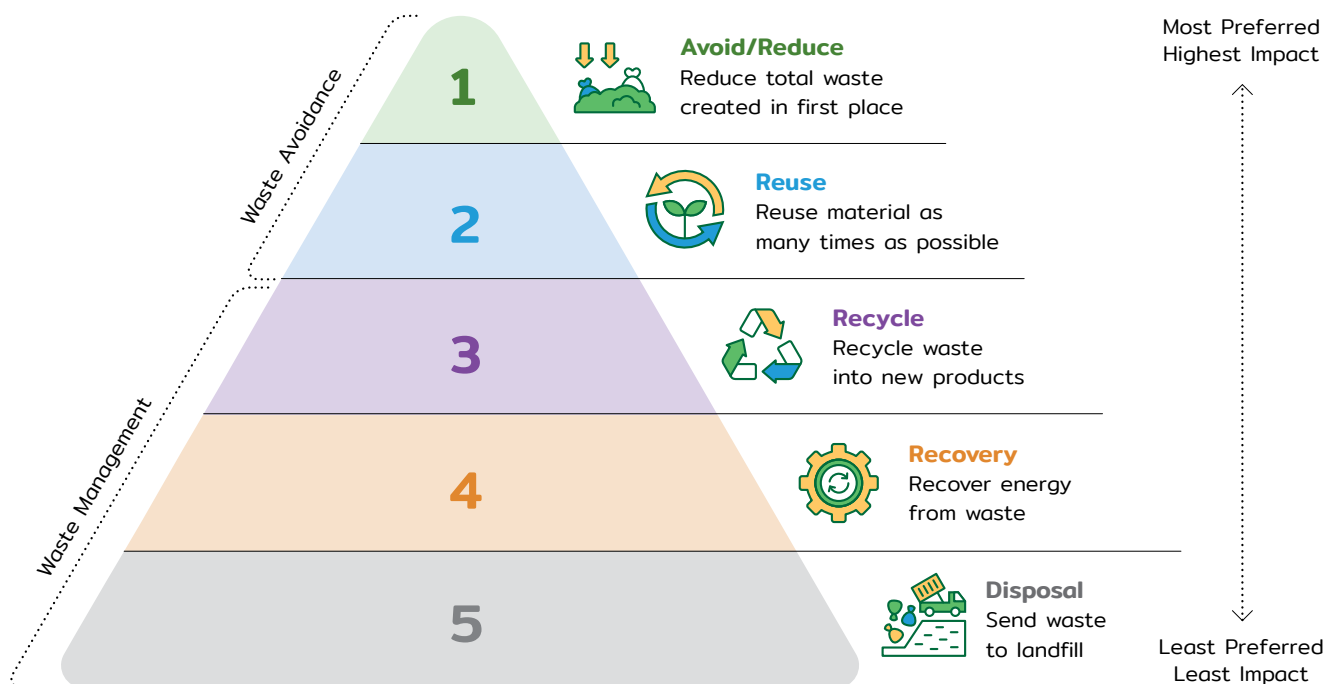 Most Preferred
Highest Impact
Waste Avoidance
1
Avoid/Reduce
Reduce total waste
created in first place
2
Reuse
Reuse material as
many times as possible
Waste Management
3
Recycle
Recycle waste
into new products
4
Recovery
Recover energy
from waste
5
Disposal
Send waste
to landfill
Least Preferred
Least Impact